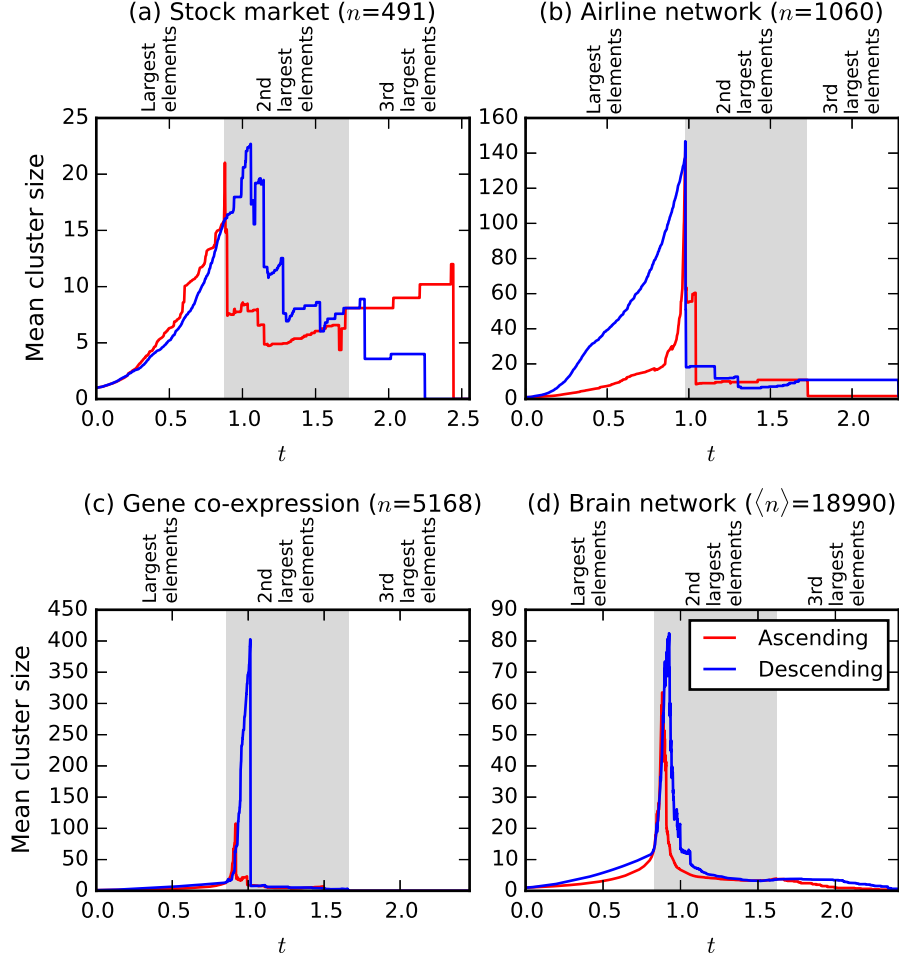 (a) Stock market (n=491)
Largest
elements
2nd
largest
elements
3rd
largest
elements
25
20
15
10
5
0
Mean cluster size
0.0 0.5 1.0 1.5 2.0 2.5
t
(b) Airline network (n=1060)
Largest
elements
2nd
largest
elements
3rd
largest
elements
160
140
120
100
80
60
40
20
0
0.0 0.5 1.0 1.5 2.0
t
(c) Gene co-expression (n=5168)
Largest
elements
2nd
largest
elements
3rd
largest
elements
450
400
350
300
250
200
150
100
50
0
Mean cluster size
0.0 0.5 1.0 1.5 2.0
t
(d) Brain network (⟨n⟩=18990)
Largest
elements
2nd
largest
elements
3rd
largest
elements
90
80
70
60
50
40
30
20
10
0
Ascending
Descending
0.0 0.5 1.0 1.5 2.0
t